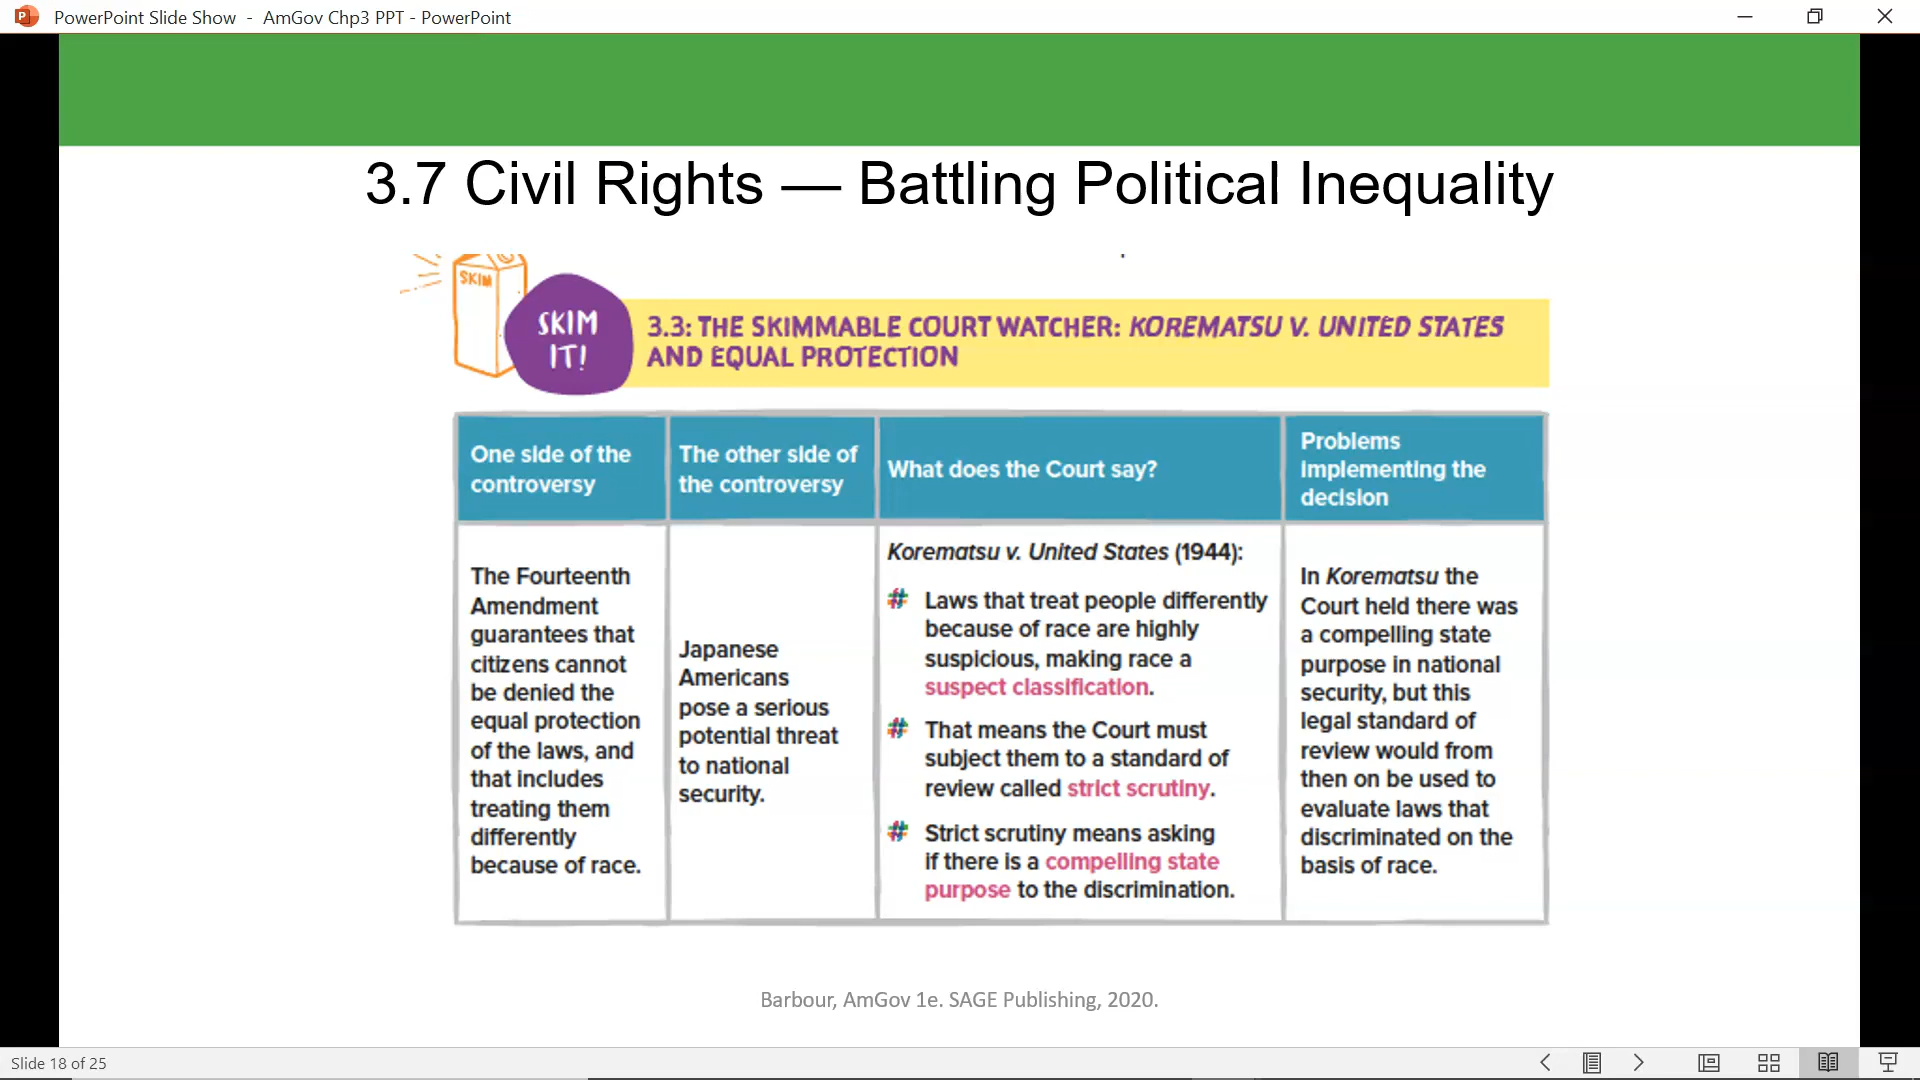 PowerPoint Slide Show - AmGov Chp3 PPT - PowerPoint
3.7 Civil Rights — Battling Political Inequality
SKIM
SKIM
IT!
3.3: THE SKIMMABLE COURT WATCHER: KOREMATSU V. UNITED STATES
AND EQUAL PROTECTION
One side of the
controversy
The other side of
the controversy
What does the Court say?
Problems
implementing the
decision
The Fourteenth
Amendment
guarantees that
citizens cannot
be denied the
equal protection
of the laws, and
that includes
treating them
differently
because of race.
Japanese
Americans
pose a serious
potential threat
to national
security.
Korematsu v. United States (1944):
# Laws that treat people differently
because of race are highly
suspicious, making race a
suspect classification.
# That means the Court must
subject them to a standard of
review called strict scrutiny.
# Strict scrutiny means asking
if there is a compelling state
purpose to the discrimination.
In Korematsu the
Court held there was
a compelling state
purpose in national
security, but this
legal standard of
review would from
then on be used to
evaluate laws that
discriminated on the
basis of race.
Barbour, AmGov 1e. SAGE Publishing, 2020.
Slide 18 of 25